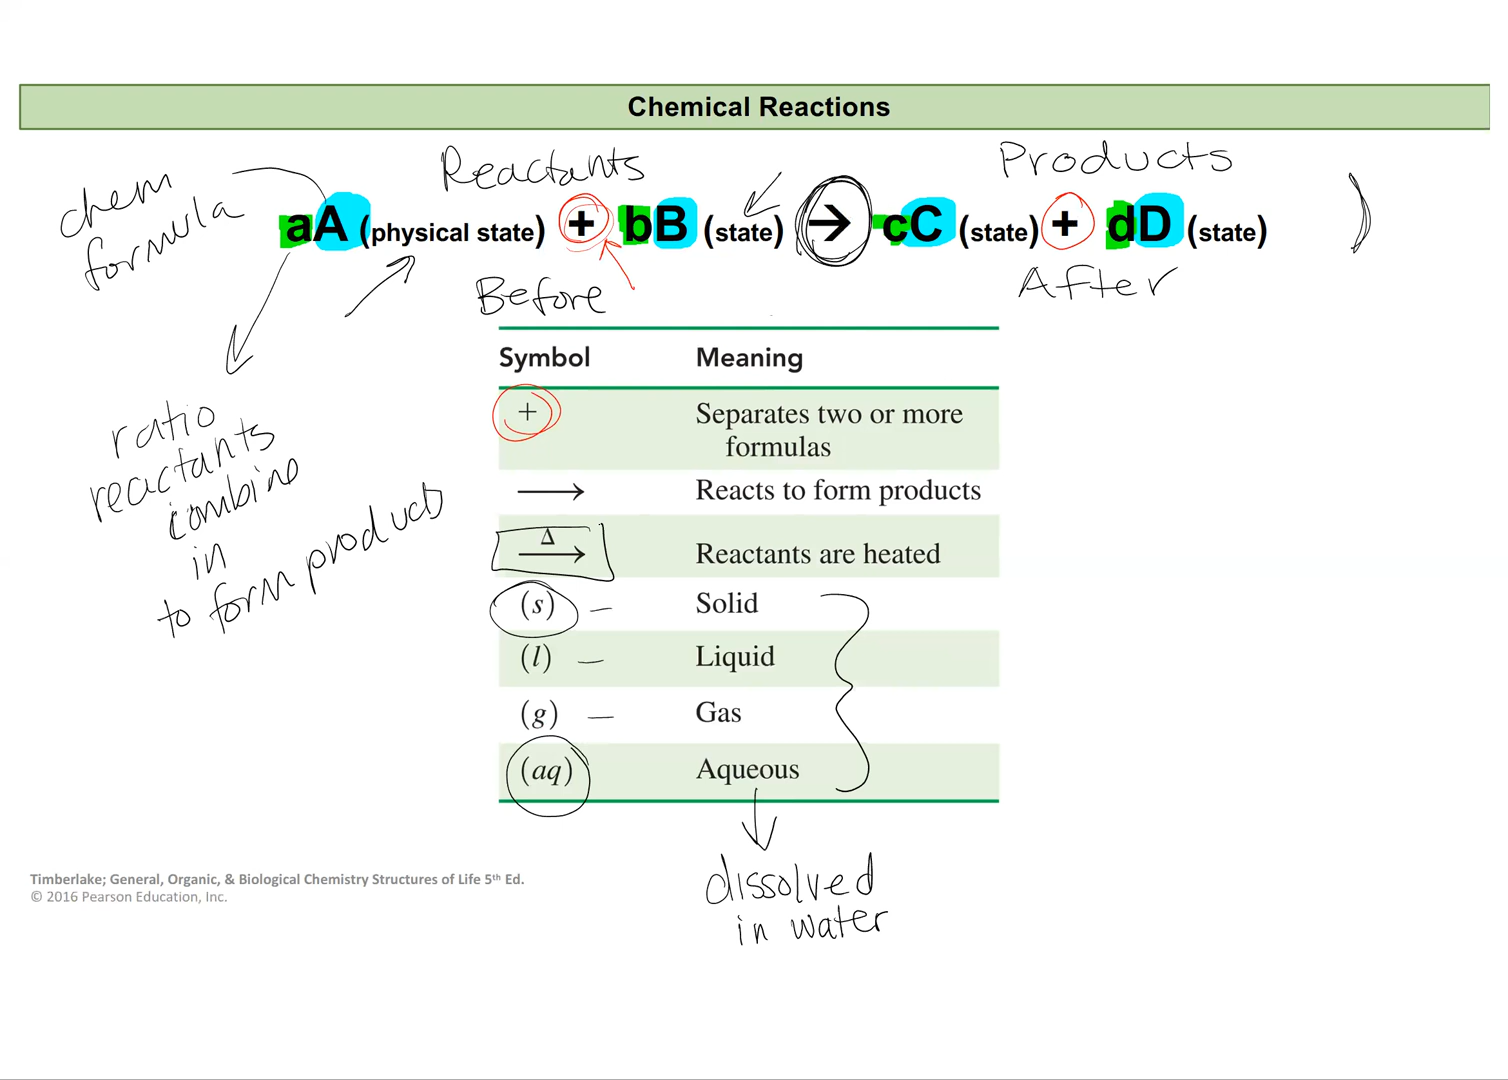 Chemical Reactions
Reactants
Products
chem
formula
aA (physical state) + bB (state) → cC (state) + dD (state)
Before
After
ratio
reactants
combine
in
to form products
Symbol Meaning
+ Separates two or more
formulas
⟶ Reacts to form products
Δ
⟶ Reactants are heated
(s) – Solid
(l) – Liquid
(g) – Gas
(aq) Aqueous
dissolved
in water
Timberlake; General, Organic, & Biological Chemistry Structures of Life 5th Ed.
© 2016 Pearson Education, Inc.